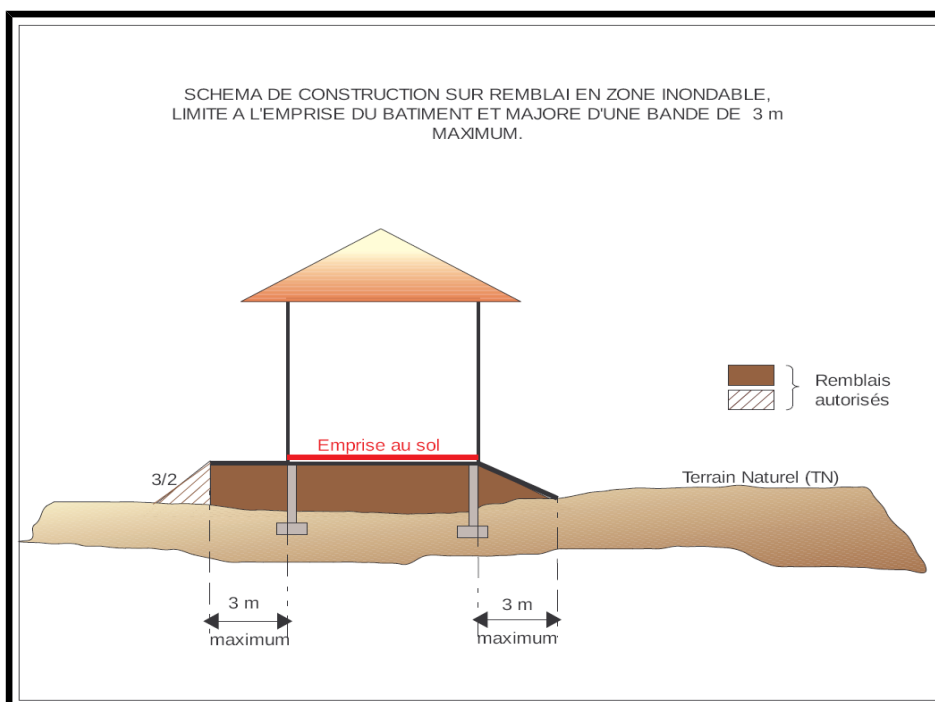 SCHEMA DE CONSTRUCTION SUR REMBLAI EN ZONE INONDABLE,
LIMITE A L'EMPRISE DU BATIMENT ET MAJORE D'UNE BANDE DE 3 m
MAXIMUM.
Remblais
autorisés
Emprise au sol
3/2
Terrain Naturel (TN)
3 m
maximum
3 m
maximum